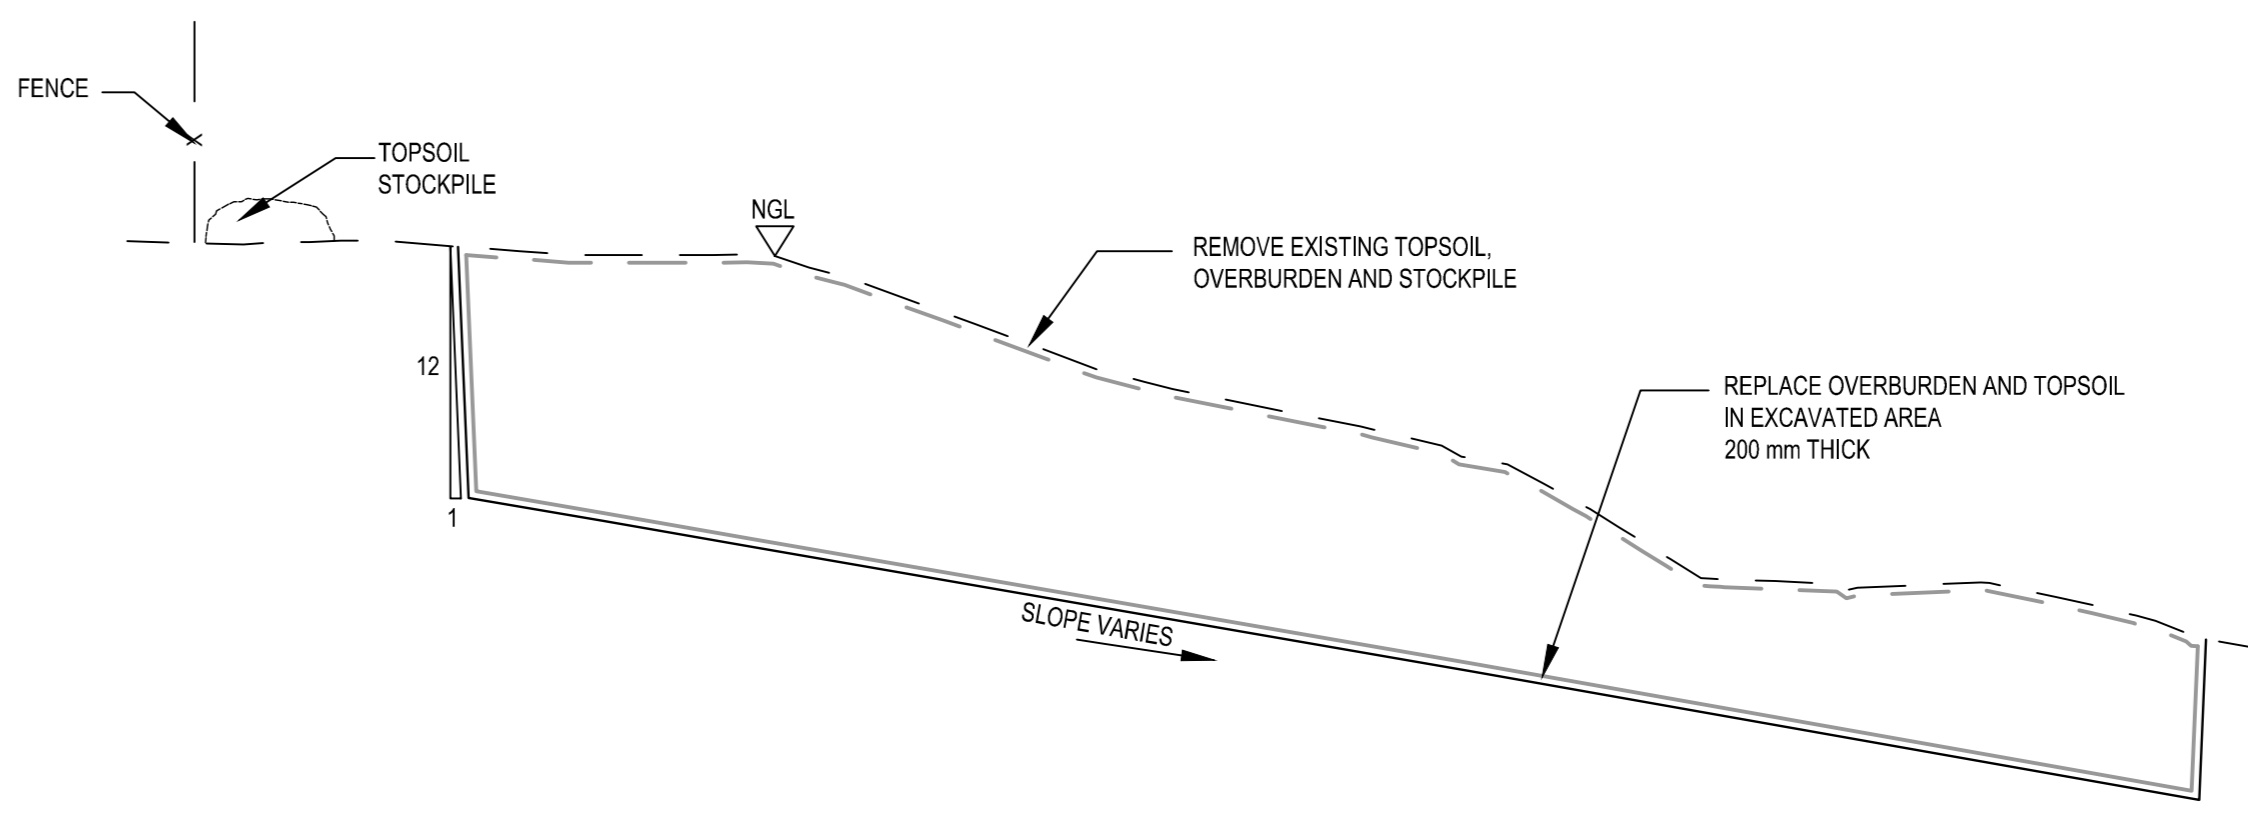 FENCE
TOPSOIL
STOCKPILE
NGL
REMOVE EXISTING TOPSOIL,
OVERBURDEN AND STOCKPILE
12
REPLACE OVERBURDEN AND TOPSOIL
IN EXCAVATED AREA
200 mm THICK
1
SLOPE VARIES